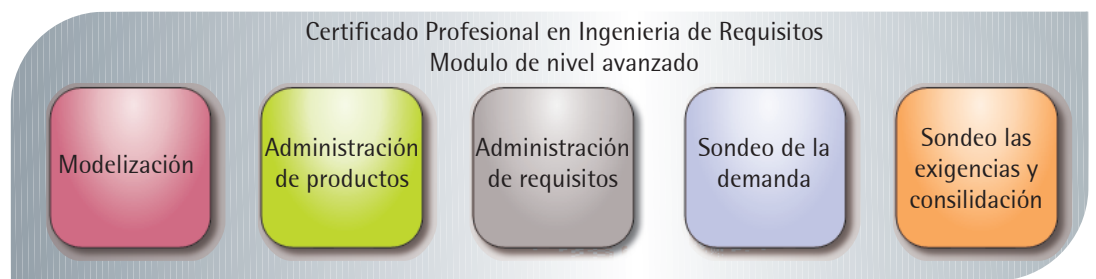 Certificado Profesional en Ingenieria de Requisitos
Modulo de nivel avanzado
Modelización
Administración
de productos
Administración
de requisitos
Sondeo de la
demanda
Sondeo las
exigencias y
consilidación